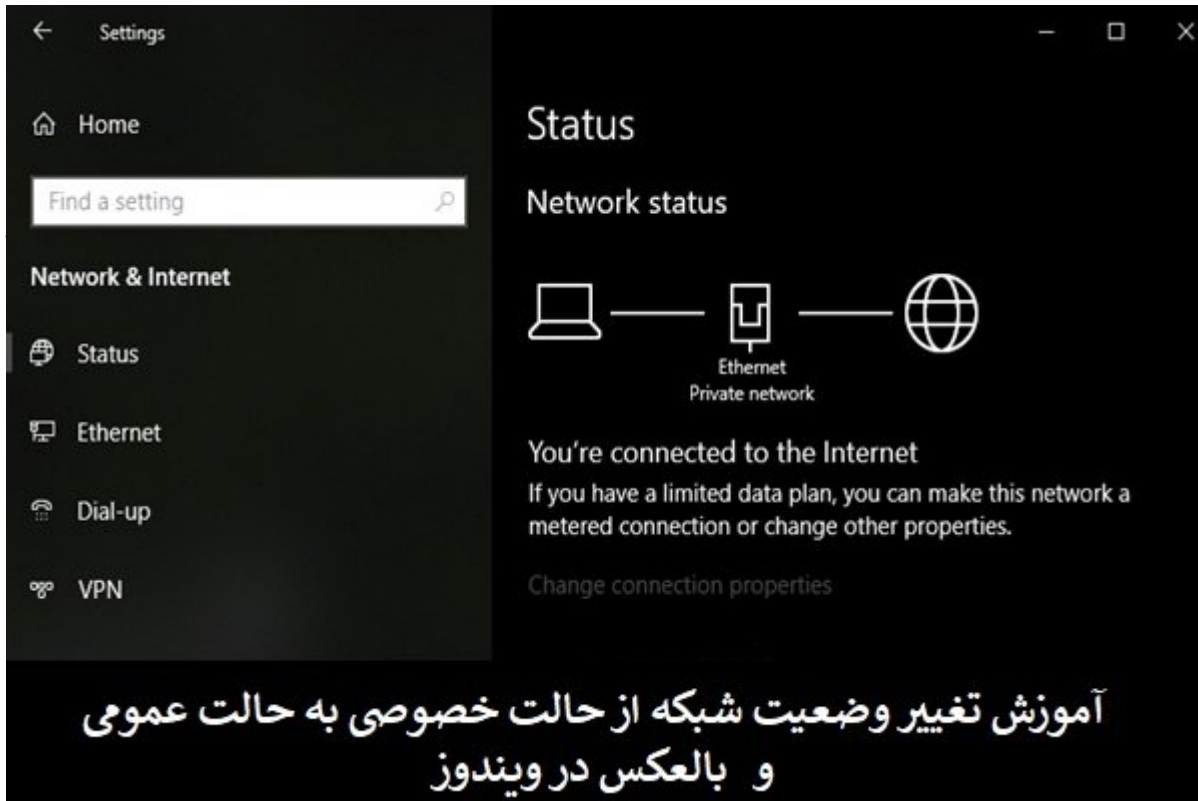 Settings
Home
Find a setting
Network & Internet
Status
Ethernet
Dial-up
VPN
Status
Network status
Ethernet
Private network
You're connected to the Internet
If you have a limited data plan, you can make this network a
metered connection or change other properties.
Change connection properties
آموزش تغییر وضعیت شبکه از حالت خصوصی به حالت عمومی
و بالعکس در ویندوز